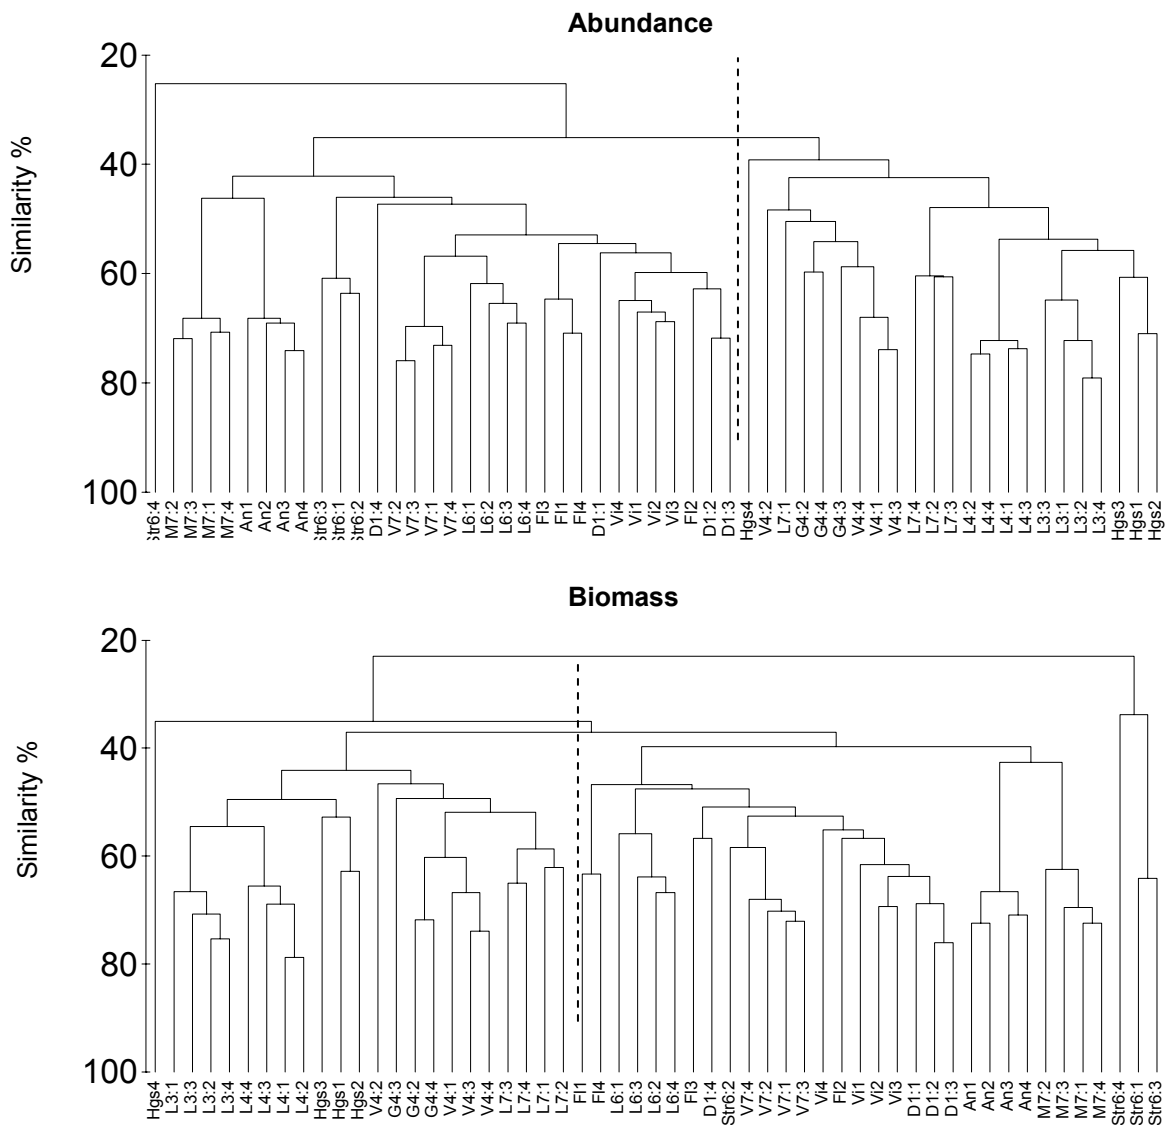 Abundance
20
40
60
80
100
Similarity %
Str6:4
M7:2
M7:3
M7:1
M7:4
An1
An2
An3
An4
Str6:3
Str6:1
Str6:2
D1:4
V7:2
V7:3
V7:1
V7:4
L6:1
L6:2
L6:3
L6:4
Fl3
Fl1
Fl4
D1:1
Vi4
Vi1
Vi2
Vi3
Fl2
D1:2
D1:3
Hgs4
V4:2
L7:1
G4:2
G4:4
G4:3
V4:4
V4:1
V4:3
L7:4
L7:2
L7:3
L4:2
L4:4
L4:1
L4:3
L3:3
L3:1
L3:2
L3:4
Hgs3
Hgs1
Hgs2
Biomass
20
40
60
80
100
Similarity %
Hgs4
L3:1
L3:3
L3:2
L3:4
L4:4
L4:3
L4:1
L4:2
Hgs3
Hgs1
Hgs2
V4:2
G4:3
G4:2
G4:4
V4:1
V4:3
V4:4
L7:3
L7:4
L7:1
L7:2
Fl1
Fl4
L6:1
L6:3
L6:2
L6:4
Fl3
D1:4
Str6:2
V7:4
V7:2
V7:1
V7:3
Vi4
Fl2
Vi1
Vi2
Vi3
D1:1
D1:2
D1:3
An1
An2
An3
An4
M7:2
M7:3
M7:1
M7:4
Str6:4
Str6:1
Str6:3